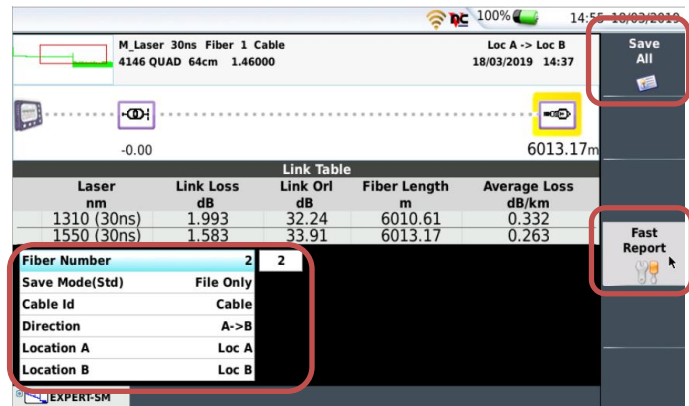 100% 14:55 18/03/2019
M_Laser 30ns Fiber 1 Cable
4146 QUAD 64cm 1.46000
Loc A -> Loc B
18/03/2019 14:37
Save
All
-0.00
6013.17m
Link Table
Laser Link Loss Link Orl Fiber Length Average Loss
nm dB dB m dB/km
1310 (30ns) 1.993 32.24 6010.61 0.332
1550 (30ns) 1.583 33.91 6013.17 0.263
Fast
Report
Fiber Number 2 2
Save Mode(Std) File Only
Cable Id Cable
Direction A->B
Location A Loc A
Location B Loc B
EXPERT-SM